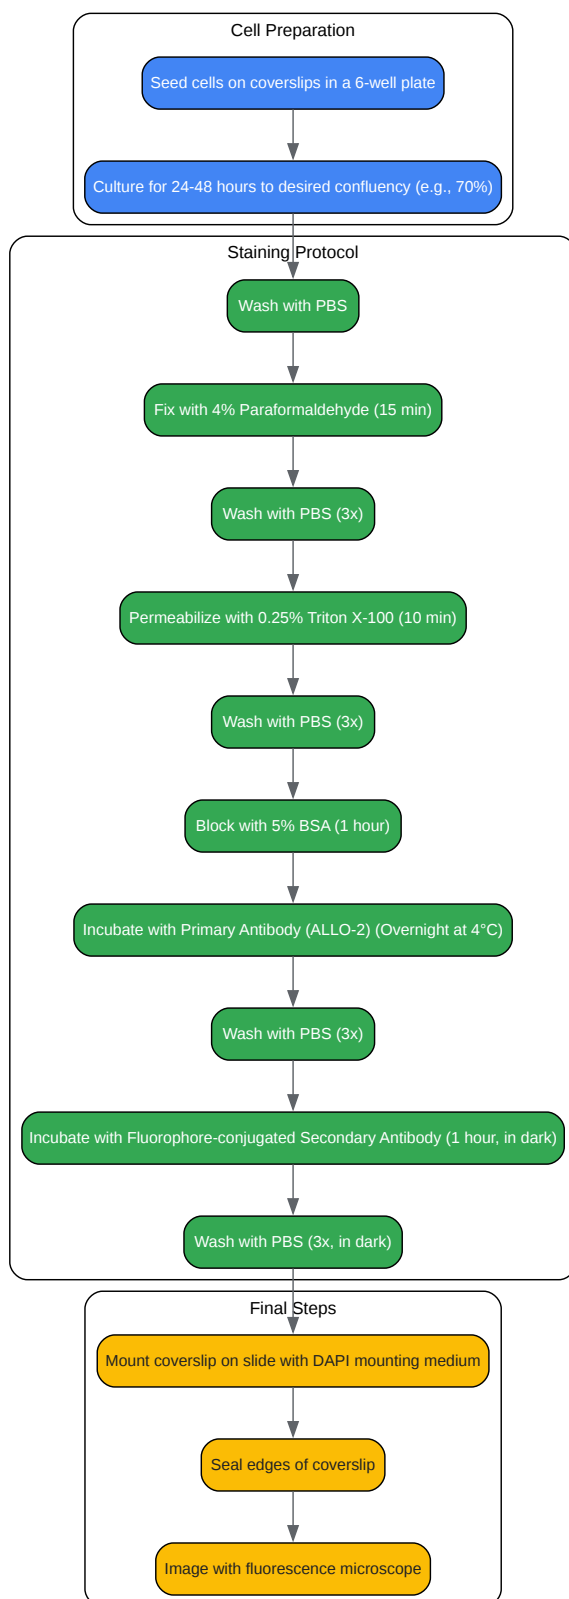 Cell Preparation
Seed cells on coverslips in a 6-well plate
Culture for 24-48 hours to desired confluency (e.g., 70%)
Staining Protocol
Wash with PBS
Fix with 4% Paraformaldehyde (15 min)
Wash with PBS (3x)
Permeabilize with 0.25% Triton X-100 (10 min)
Wash with PBS (3x)
Block with 5% BSA (1 hour)
Incubate with Primary Antibody (ALLO-2) (Overnight at 4°C)
Wash with PBS (3x)
Incubate with Fluorophore-conjugated Secondary Antibody (1 hour, in dark)
Wash with PBS (3x, in dark)
Final Steps
Mount coverslip on slide with DAPI mounting medium
Seal edges of coverslip
Image with fluorescence microscope